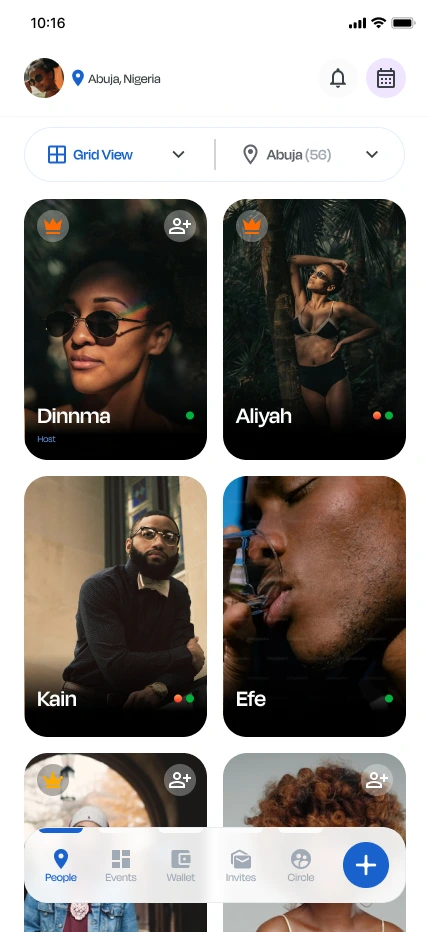 10:16
Abuja, Nigeria
Grid View
Abuja (56)
Dinnma
Host
Aliyah
Kain
Efe
People
Events
Wallet
Invites
Circle